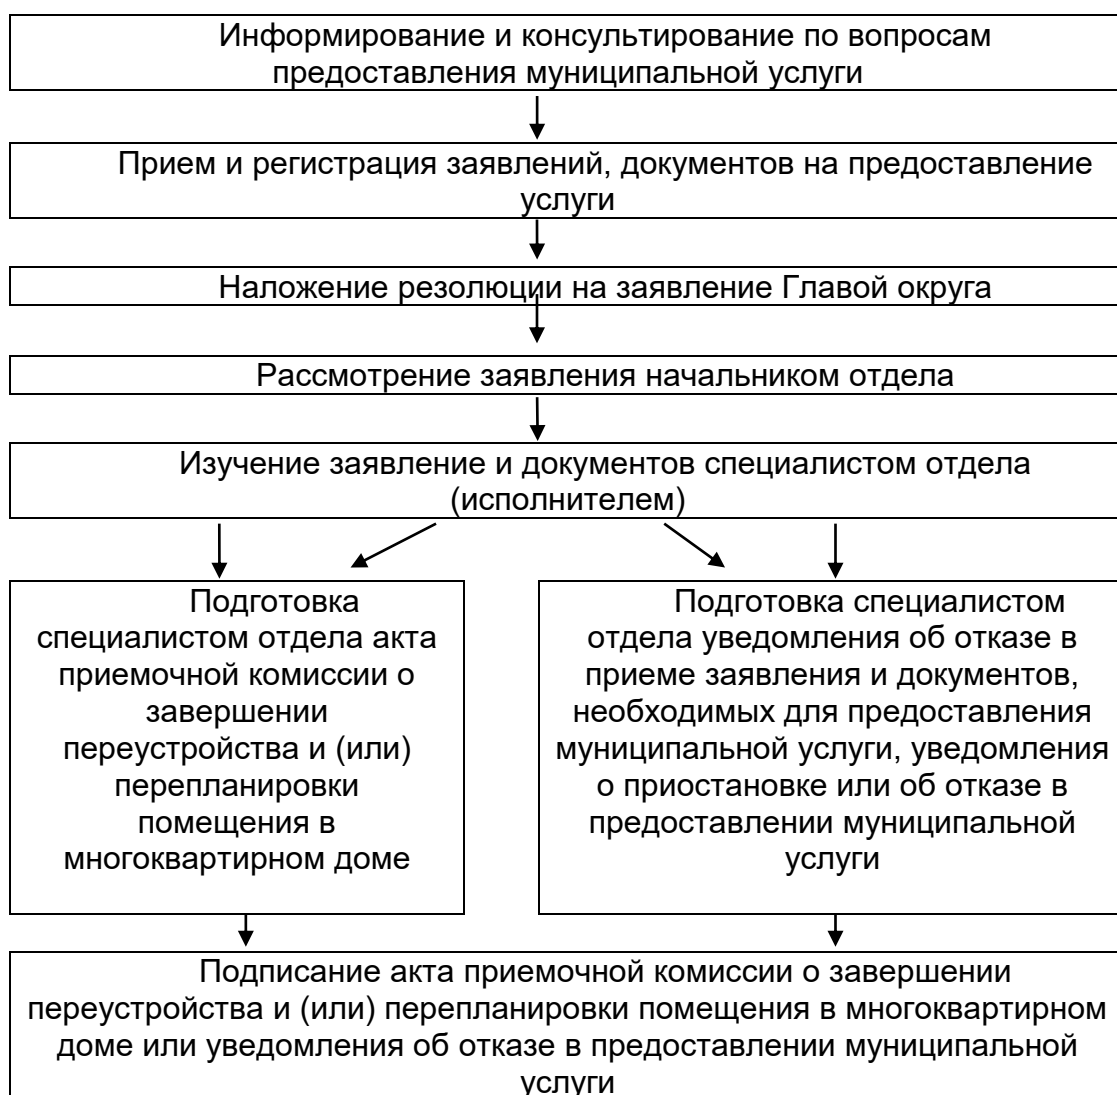 Информирование и консультирование по вопросам
предоставления муниципальной услуги
Прием и регистрация заявлений, документов на предоставление
услуги
Наложение резолюции на заявление Главой округа
Рассмотрение заявления начальником отдела
Изучение заявление и документов специалистом отдела
(исполнителем)
Подготовка
специалистом отдела акта
приемочной комиссии о
завершении
переустройства и (или)
перепланировки
помещения в
многоквартирном доме
Подготовка специалистом
отдела уведомления об отказе в
приеме заявления и документов,
необходимых для предоставления
муниципальной услуги, уведомления
о приостановке или об отказе в
предоставлении муниципальной
услуги
Подписание акта приемочной комиссии о завершении
переустройства и (или) перепланировки помещения в многоквартирном
доме или уведомления об отказе в предоставлении муниципальной
услуги